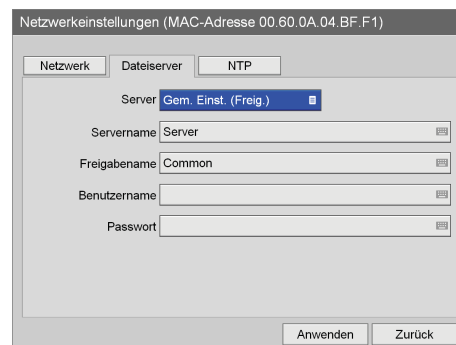 Netzwerkeinstellungen (MAC-Adresse 00.60.0A.04.BF.F1)
Netzwerk Dateiserver NTP
Server Gem. Einst. (Freig.)
Servername Server
Freigabename Common
Benutzername
Passwort
Anwenden Zurück